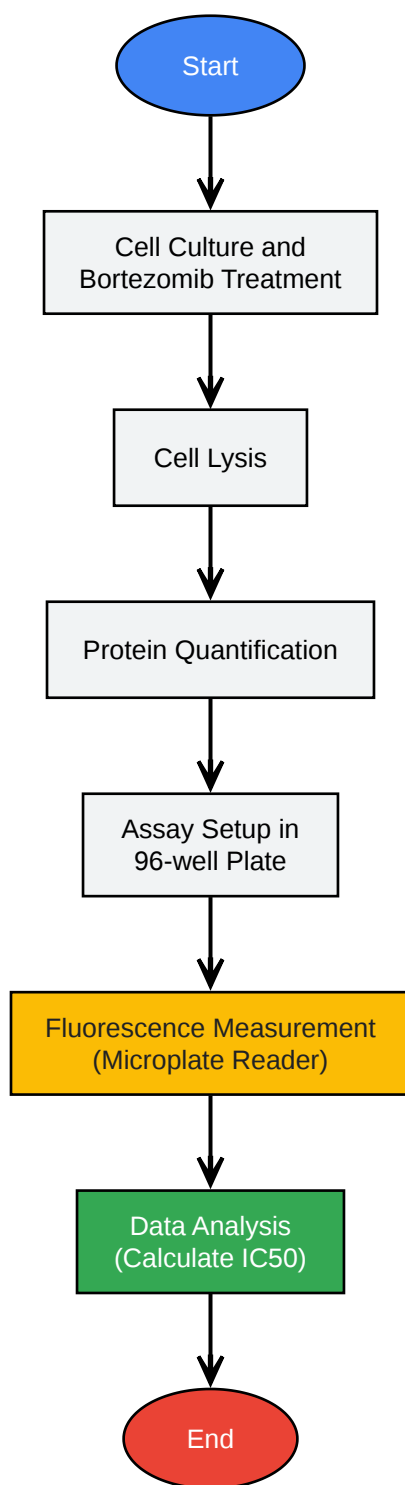 Start
Cell Culture and
Bortezomib Treatment
Cell Lysis
Protein Quantification
Assay Setup in
96-well Plate
Fluorescence Measurement
(Microplate Reader)
Data Analysis
(Calculate IC50)
End